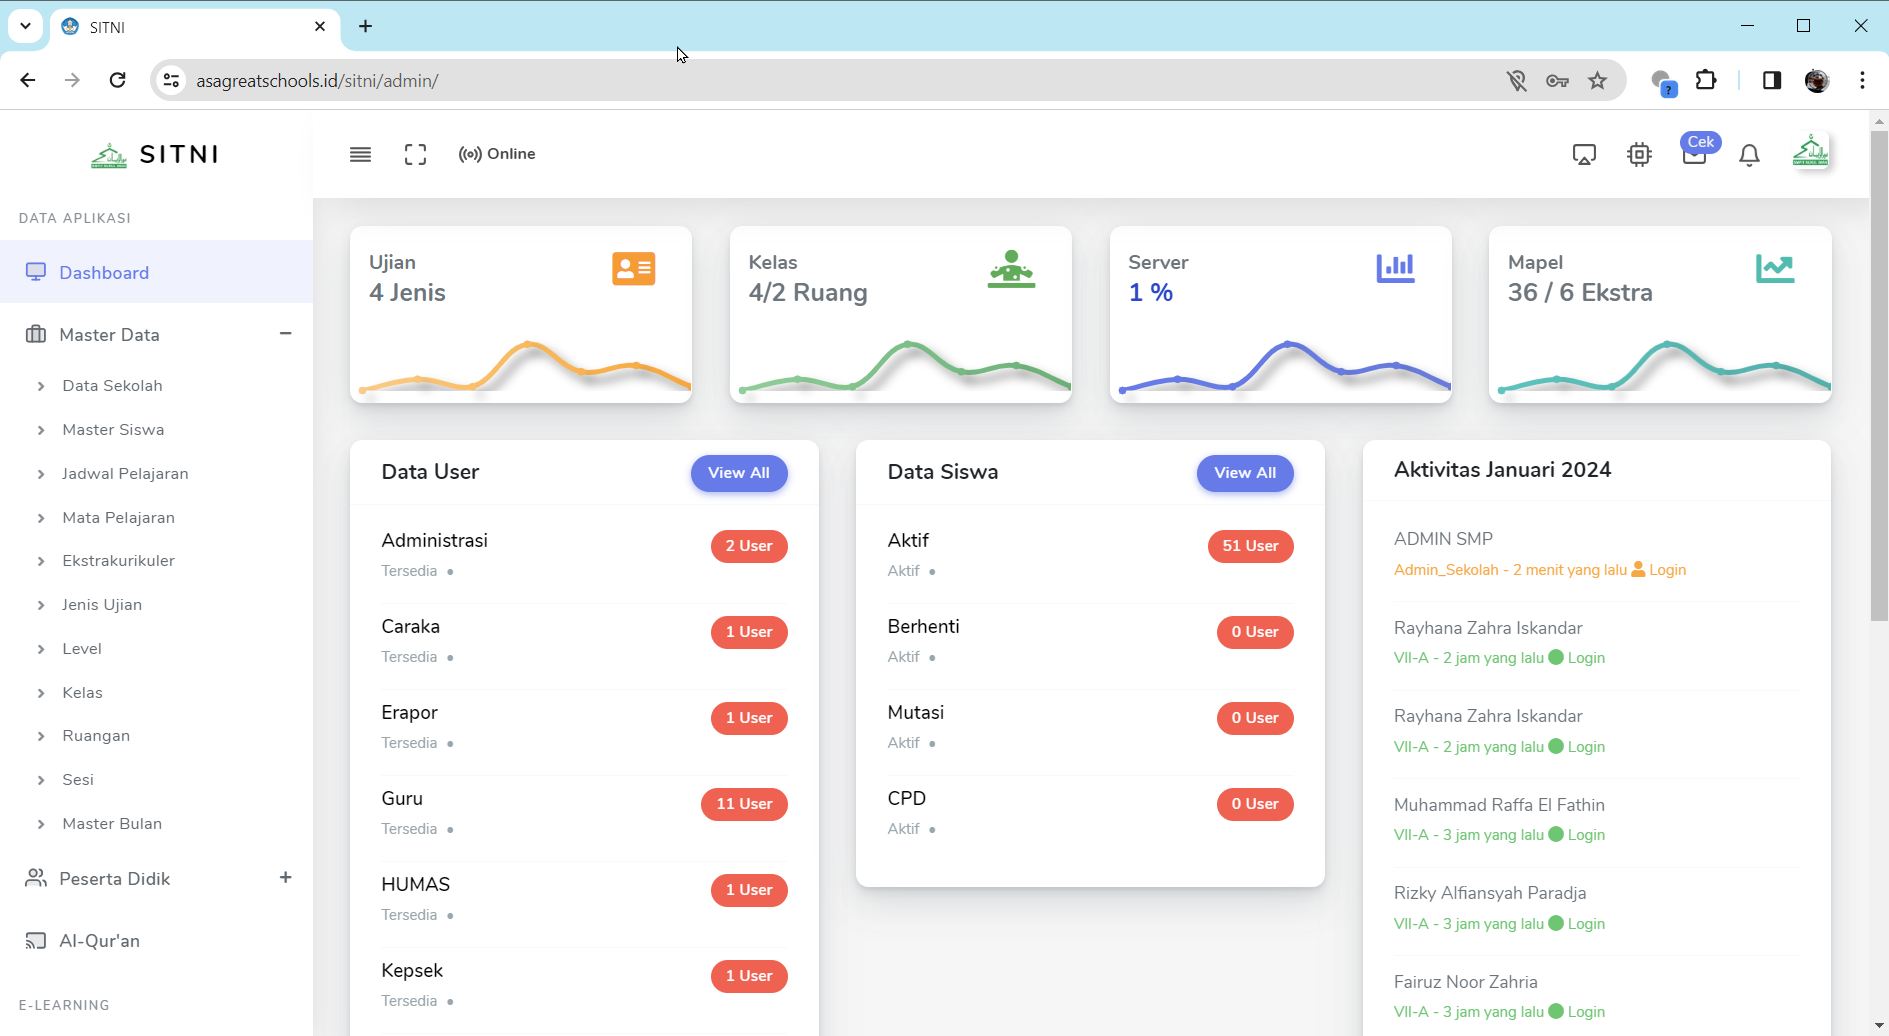 SITNI
asagreatschools.id/sitni/admin/
SITNI
Online
Cek
DATA APLIKASI
Dashboard
Master Data
Data Sekolah
Master Siswa
Jadwal Pelajaran
Mata Pelajaran
Ekstrakurikuler
Jenis Ujian
Level
Kelas
Ruangan
Sesi
Master Bulan
Peserta Didik
Al-Qur'an
E-LEARNING
Ujian
4 Jenis
Kelas
4/2 Ruang
Server
1 %
Mapel
36 / 6 Ekstra
Data User
View All
Administrasi
2 User
Tersedia
Caraka
1 User
Tersedia
Erapor
1 User
Tersedia
Guru
11 User
Tersedia
HUMAS
1 User
Tersedia
Kepsek
1 User
Tersedia
Data Siswa
View All
Aktif
51 User
Aktif
Berhenti
0 User
Aktif
Mutasi
0 User
Aktif
CPD
0 User
Aktif
Aktivitas Januari 2024
ADMIN SMP
Admin_Sekolah - 2 menit yang lalu Login
Rayhana Zahra Iskandar
VII-A - 2 jam yang lalu Login
Rayhana Zahra Iskandar
VII-A - 2 jam yang lalu Login
Muhammad Raffa El Fathin
VII-A - 3 jam yang lalu Login
Rizky Alfiansyah Paradja
VII-A - 3 jam yang lalu Login
Fairuz Noor Zahria
VII-A - 3 jam yang lalu Login